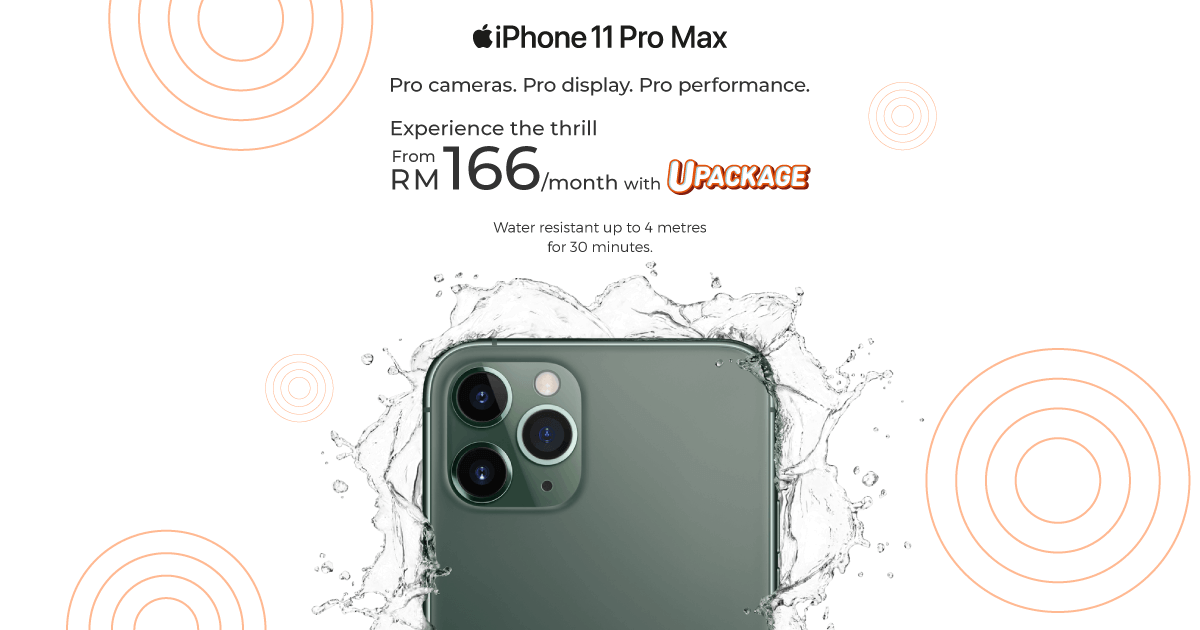 iPhone 11 Pro Max
Pro cameras. Pro display. Pro performance.
Experience the thrill
From
RM 166/month with UPACKAGE
Water resistant up to 4 metres
for 30 minutes.